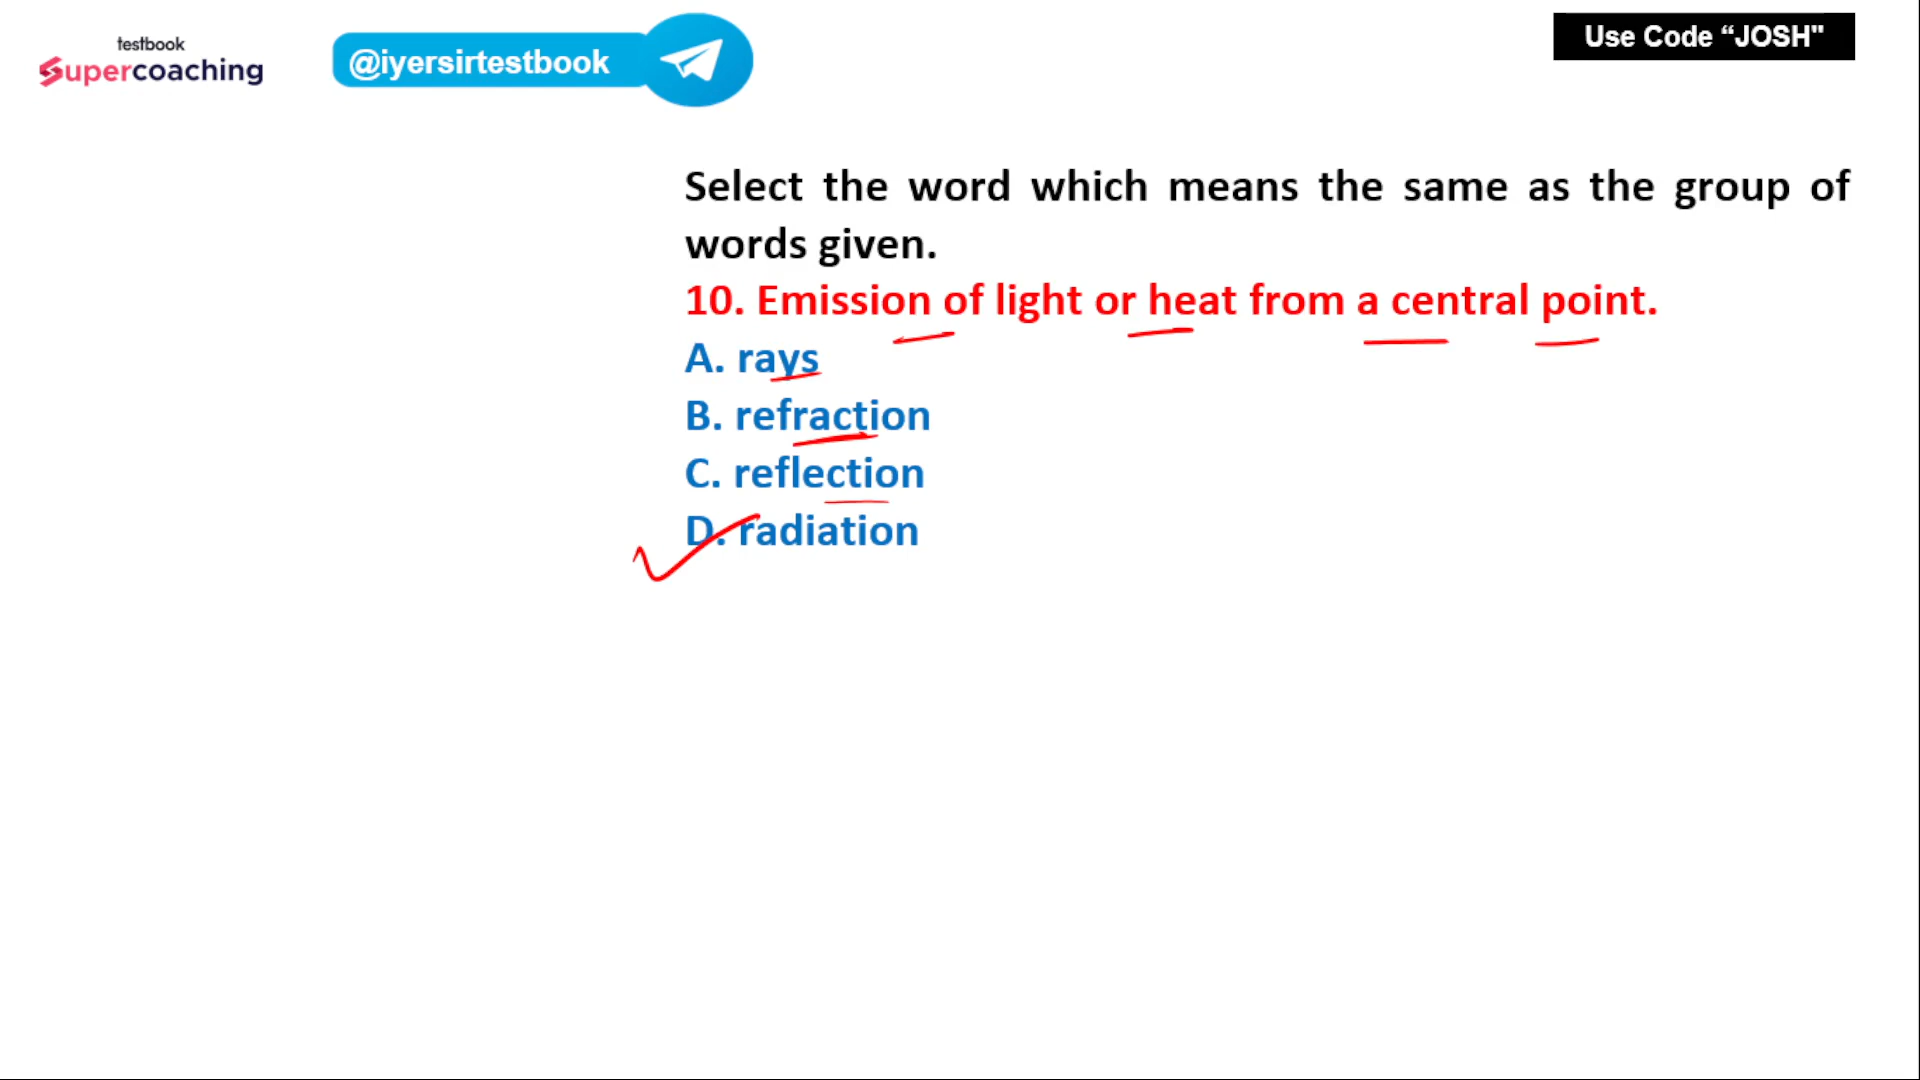 testbook
Supercoaching
@iyersirtestbook
Use Code “JOSH"
Select the word which means the same as the group of
words given.
10. Emission of light or heat from a central point.
A. rays
B. refraction
C. reflection
D. radiation